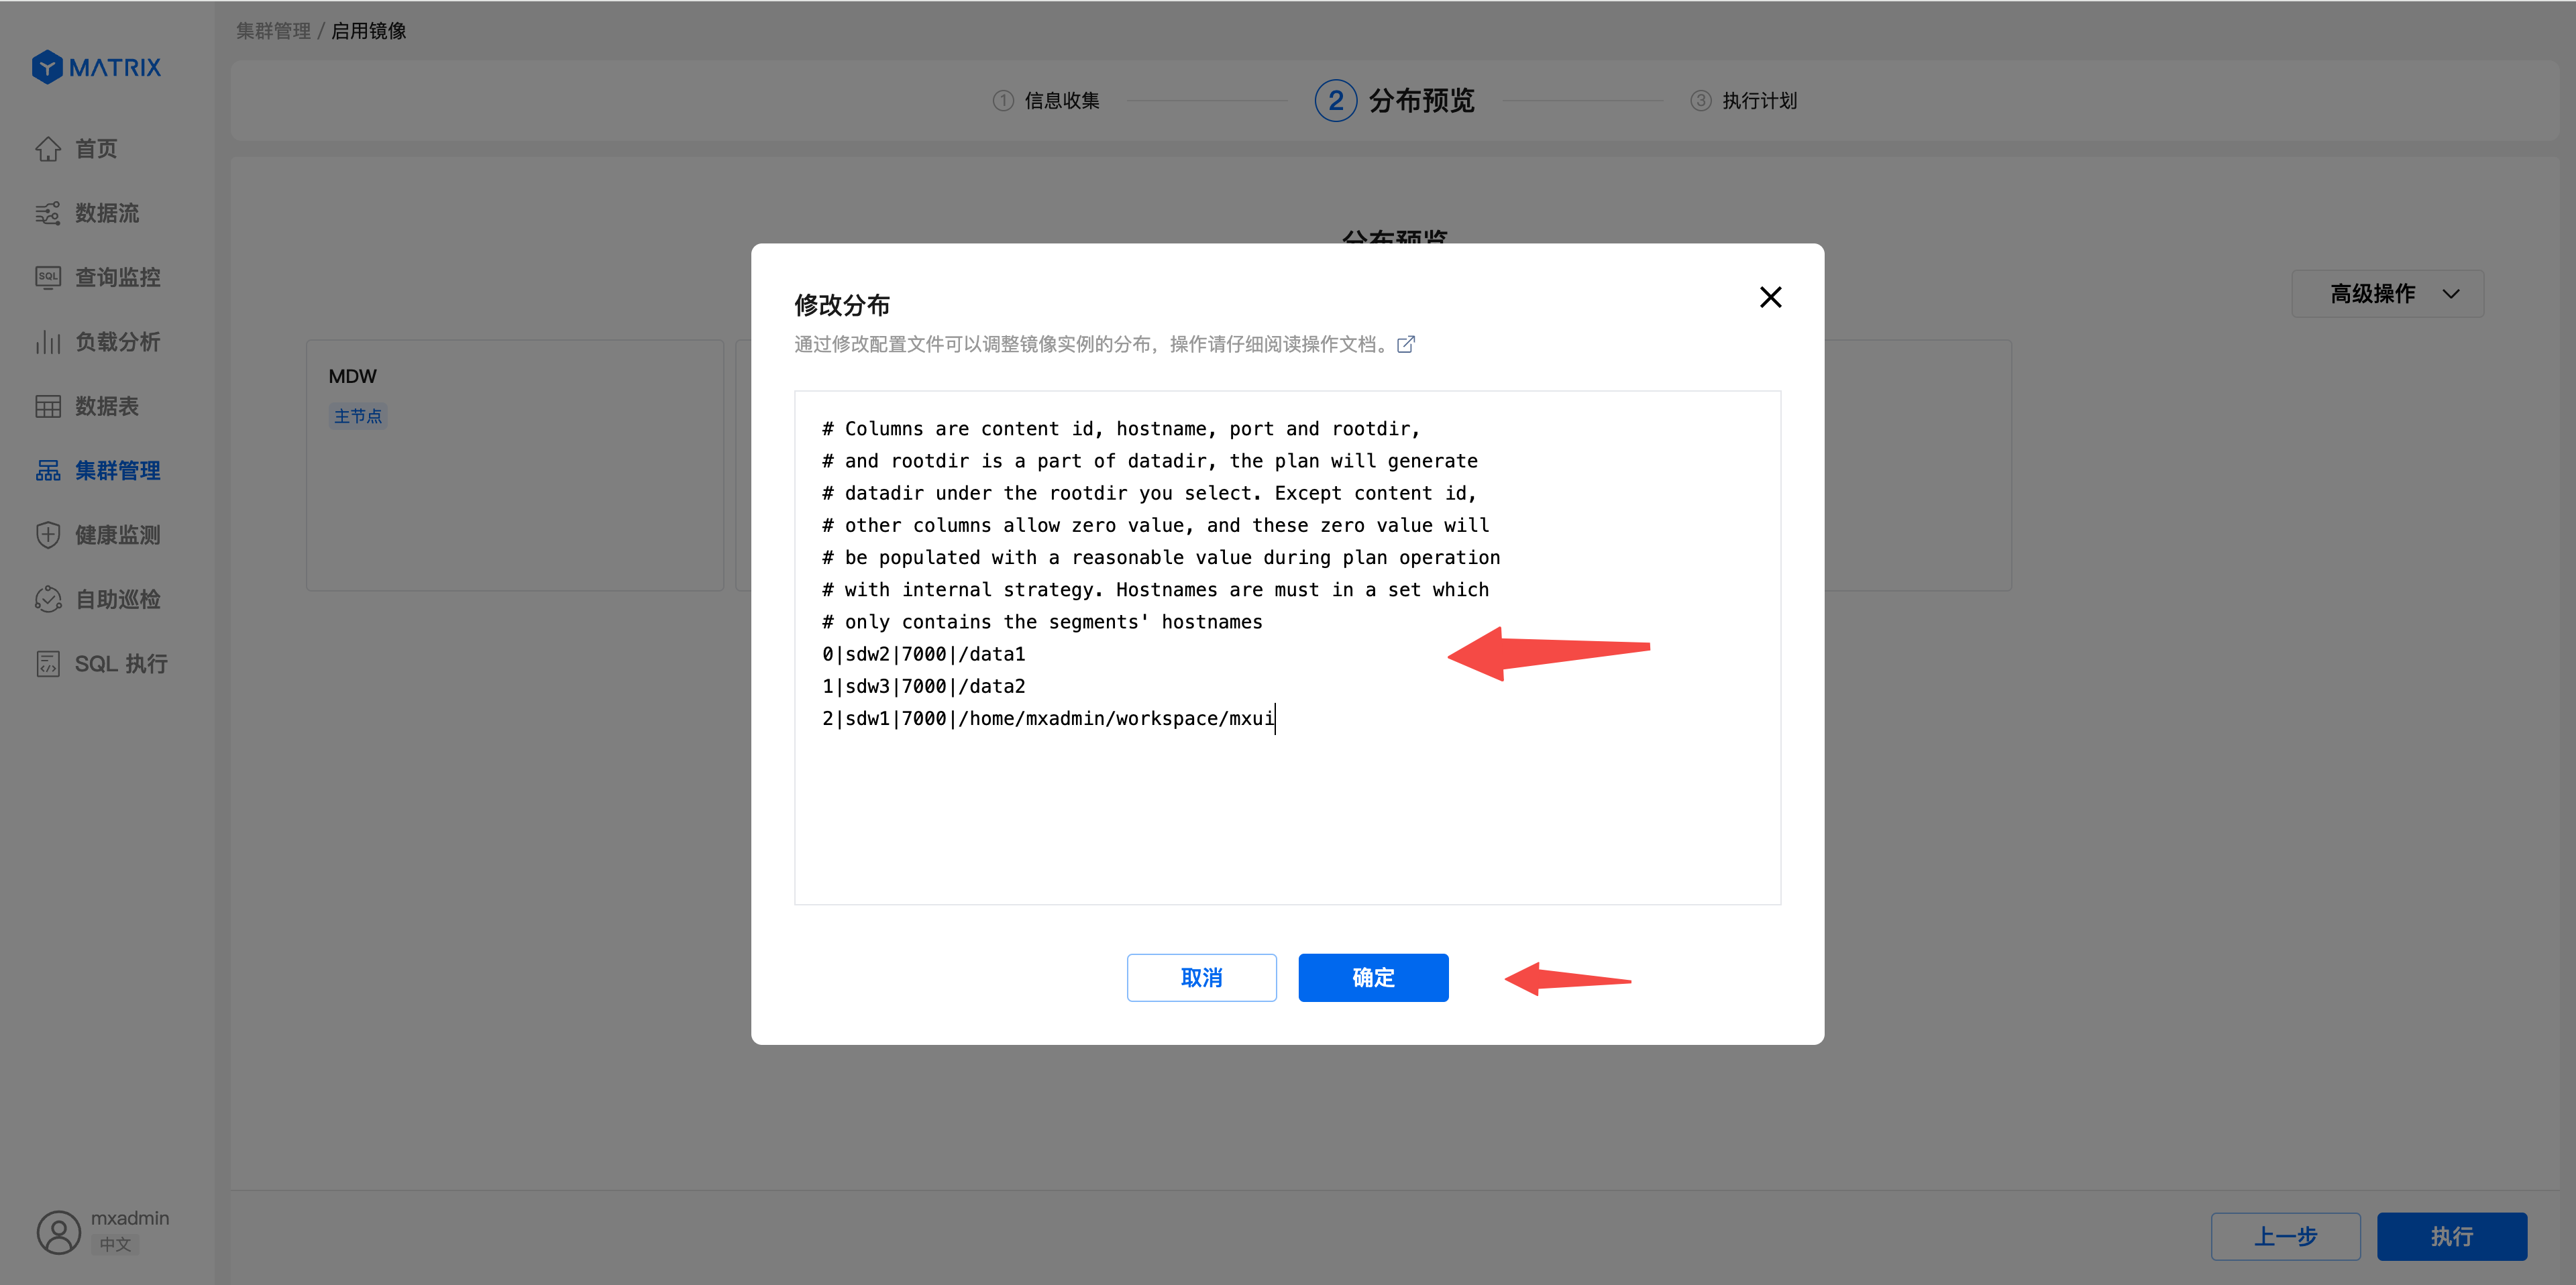 集群管理 / 启用镜像
YMATRIX
1 信息收集
2 分布预览
3 执行计划
首页
数据流
SQL 查询监控
负载分析
数据表
集群管理
健康监测
自助巡检
SQL 执行
分布预览
高级操作
MDW
主节点
修改分布
通过修改配置文件可以调整镜像实例的分布，操作请仔细阅读操作文档。
# Columns are content id, hostname, port and rootdir,
# and rootdir is a part of datadir, the plan will generate
# datadir under the rootdir you select. Except content id,
# other columns allow zero value, and these zero value will
# be populated with a reasonable value during plan operation
# with internal strategy. Hostnames are must in a set which
# only contains the segments' hostnames
0|sdw2|7000|/data1
1|sdw3|7000|/data2
2|sdw1|7000|/home/mxadmin/workspace/mxui
取消
确定
mxadmin
中文
上一步
执行